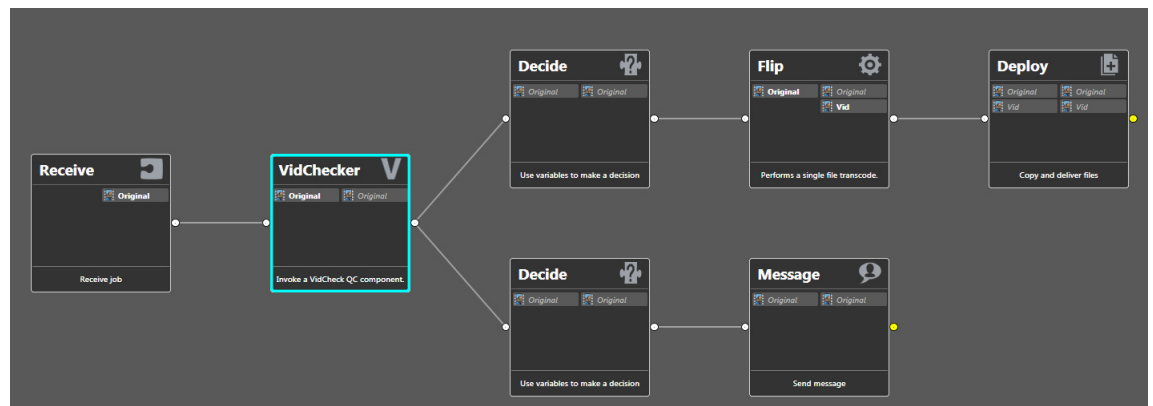 Receive
Original
Receive job
VidChecker V
Original Original
Invoke a VidCheck QC component.
Decide
Original Original
Use variables to make a decision
Flip
Original Original
Vid
Performs a single file transcode.
Deploy
Original Original
Vid Vid
Copy and deliver files
Decide
Original Original
Use variables to make a decision
Message
Original Original
Send message